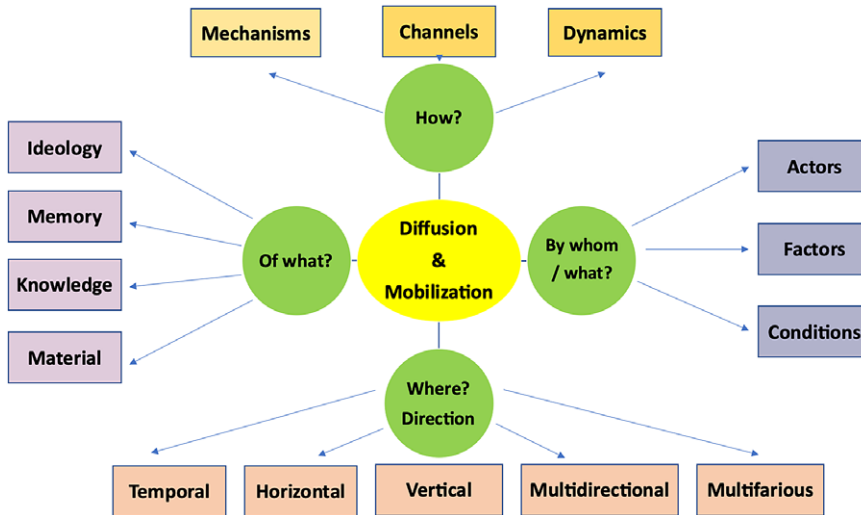 Mechanisms
Channels
Dynamics
How?
Ideology
Memory
Knowledge
Material
Of what?
Diffusion
&
Mobilization
By whom
/ what?
Actors
Factors
Conditions
Where?
Direction
Temporal
Horizontal
Vertical
Multidirectional
Multifarious